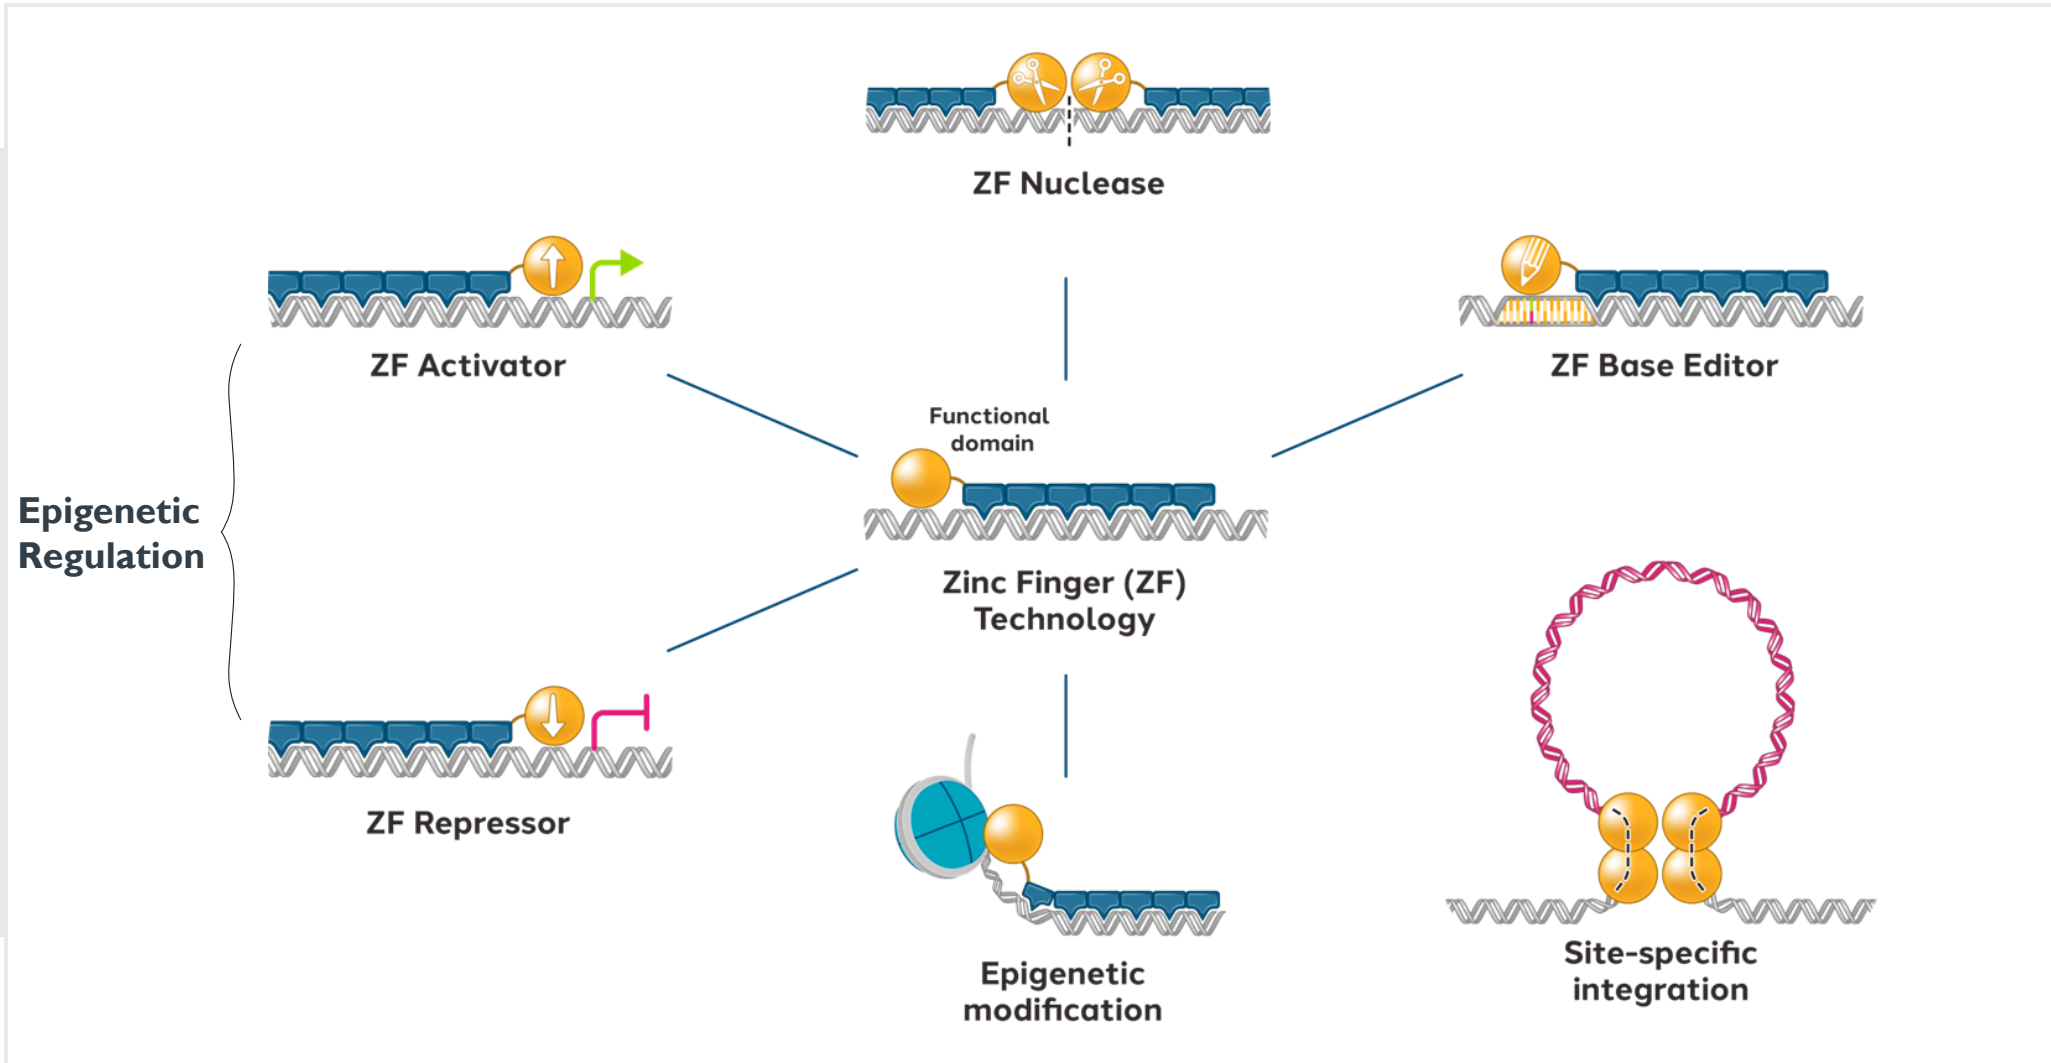 ZF Nuclease
ZF Activator
ZF Base Editor
Functional
domain
Epigenetic
Regulation
Zinc Finger (ZF)
Technology
ZF Repressor
Epigenetic
modification
Site-specific
integration